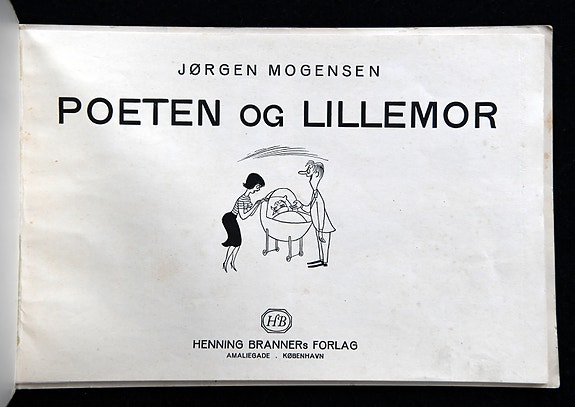 JØRGEN MOGENSEN
POETEN OG LILLEMOR
HB
HENNING BRANNERs FORLAG
AMALIEGADE . KØBENHAVN